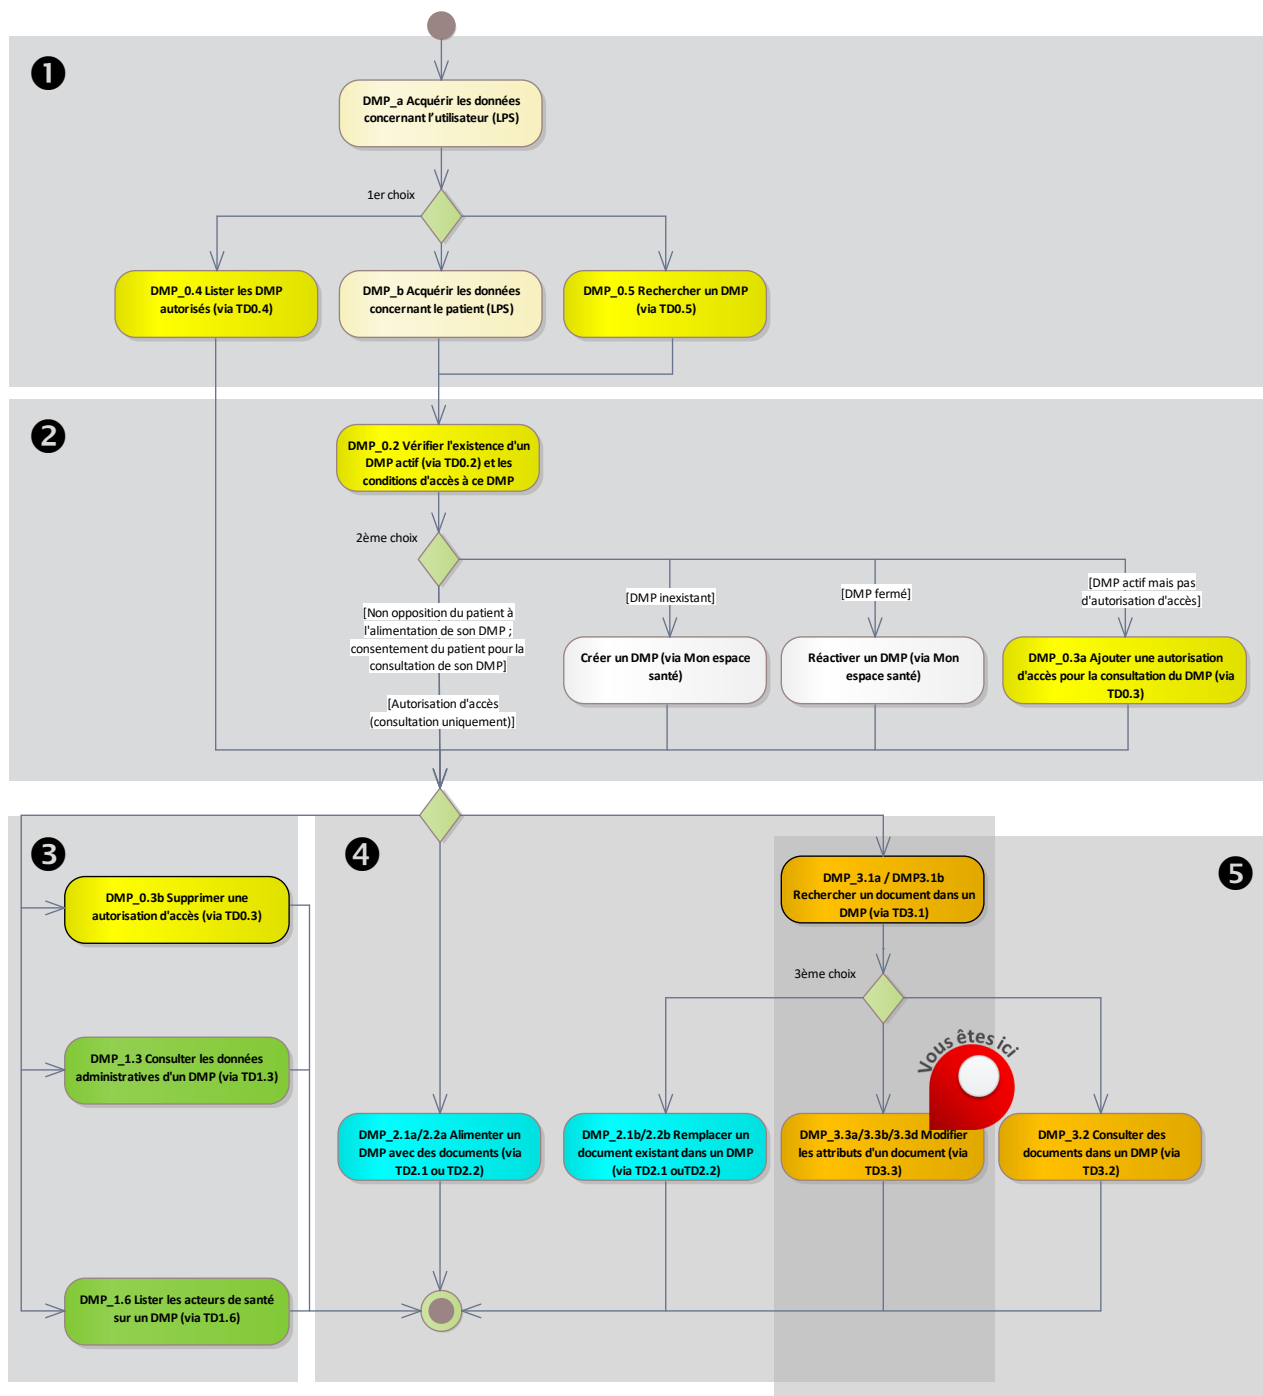 ❶
DMP_a Acquérir les données
concernant l'utilisateur (LPS)
1er choix
DMP_0.4 Lister les DMP
autorisés (via TD0.4)
DMP_b Acquérir les données
concernant le patient (LPS)
DMP_0.5 Rechercher un DMP
(via TD0.5)
❷
DMP_0.2 Vérifier l'existence d'un
DMP actif (via TD0.2) et les
conditions d'accès à ce DMP
2ème choix
[Non opposition du patient à
l'alimentation de son DMP ;
consentement du patient pour la
consultation de son DMP]
[Autorisation d'accès
(consultation uniquement)]
[DMP inexistant]
[DMP fermé]
[DMP actif mais pas
d'autorisation d'accès]
Créer un DMP (via Mon espace
santé)
Réactiver un DMP (via Mon
espace santé)
DMP_0.3a Ajouter une autorisation
d'accès pour la consultation du DMP (via
TD0.3)
❸
DMP_0.3b Supprimer une
autorisation d'accès (via TD0.3)
DMP_1.3 Consulter les données
administratives d'un DMP (via TD1.3)
DMP_1.6 Lister les acteurs de santé
sur un DMP (via TD1.6)
❹
❺
DMP_3.1a / DMP3.1b
Rechercher un document dans un
DMP (via TD3.1)
3ème choix
Vous êtes ici
DMP_2.1a/2.2a Alimenter un
DMP avec des documents (via
TD2.1 ou TD2.2)
DMP_2.1b/2.2b Remplacer un
document existant dans un DMP
(via TD2.1 ouTD2.2)
DMP_3.3a/3.3b/3.3d Modifier
les attributs d'un document (via
TD3.3)
DMP_3.2 Consulter des
documents dans un DMP (via
TD3.2)